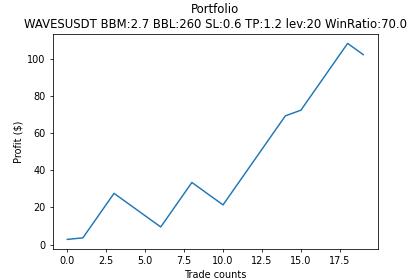 Portfolio
WAVESUSDT BBM:2.7 BBL:260 SL:0.6 TP:1.2 lev:20 WinRatio:70.0
Profit ($)
100
80
60
40
20
0
0.0 2.5 5.0 7.5 10.0 12.5 15.0 17.5
Trade counts